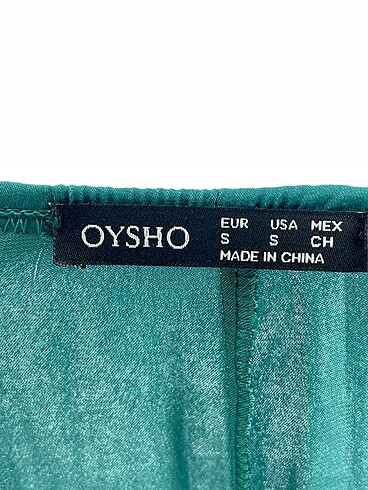 OYSHO
EUR USA MEX
S S CH
MADE IN CHINA